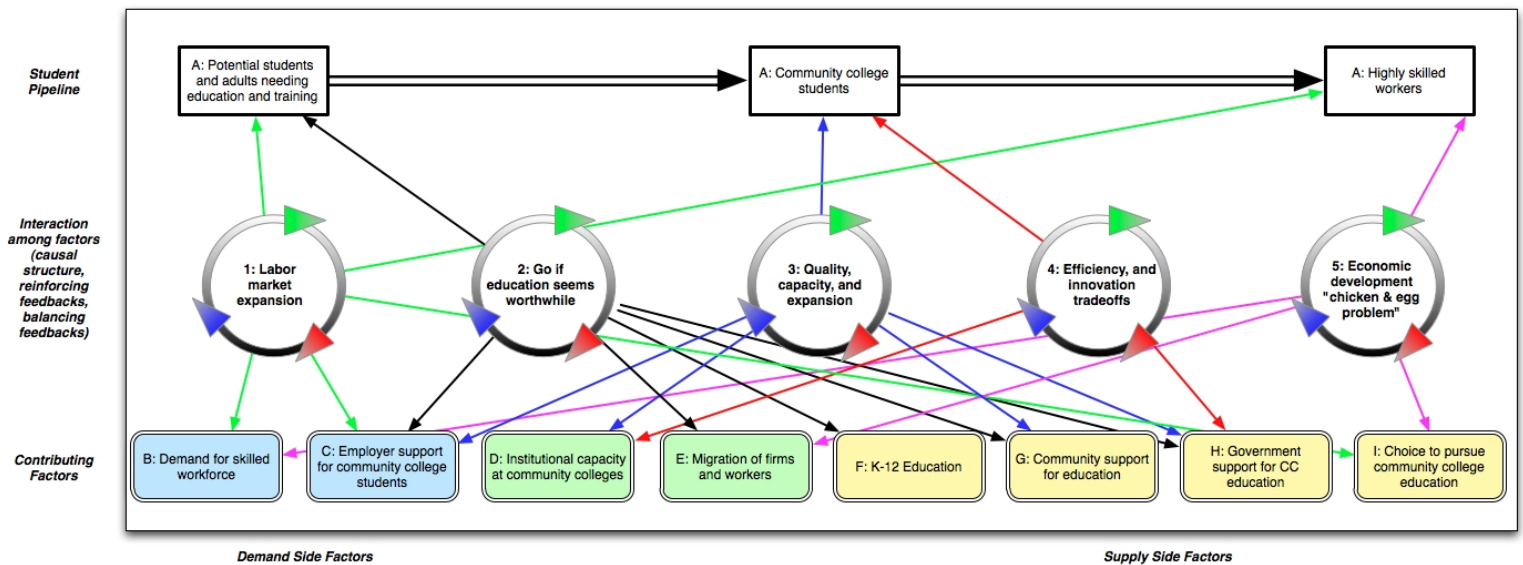 Student
Pipeline
A: Potential students
and adults needing
education and training
A: Community college
students
A: Highly skilled
workers
Interaction
among factors
(causal
structure,
reinforcing
feedbacks,
balancing
feedbacks)
1: Labor
market
expansion
2: Go if
education seems
worthwhile
3: Quality,
capacity, and
expansion
4: Efficiency, and
innovation
tradeoffs
5: Economic
development
"chicken & egg
problem"
Contributing
Factors
B: Demand for skilled
workforce
C: Employer support
for community college
students
D: Institutional capacity
at community colleges
E: Migration of firms
and workers
F: K-12 Education
G: Community support
for education
H: Government
support for CC
education
I: Choice to pursue
community college
education
Demand Side Factors
Supply Side Factors